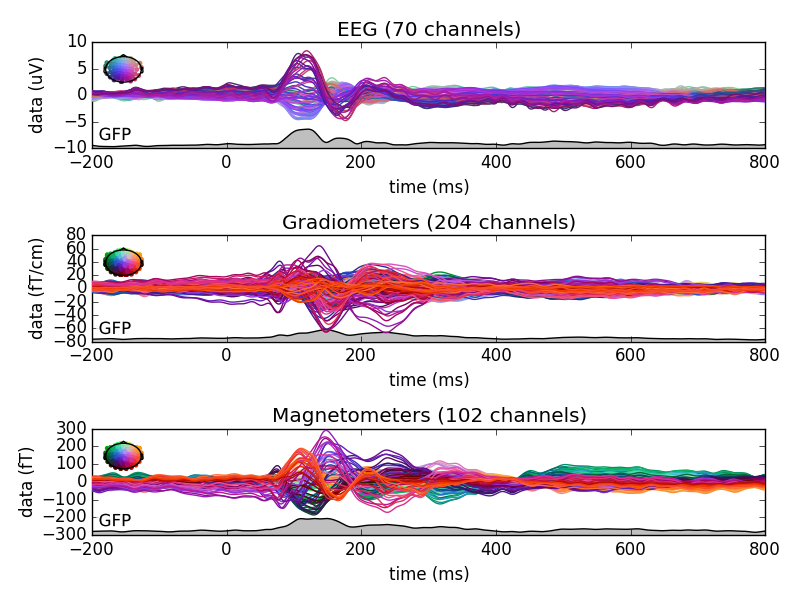 EEG (70 channels)
10
5
0
−5
−10
data (uV)
GFP
−200 0 200 400 600 800
time (ms)
Gradiometers (204 channels)
80
60
40
20
0
−20
−40
−60
−80
data (fT/cm)
GFP
−200 0 200 400 600 800
time (ms)
Magnetometers (102 channels)
300
200
100
0
−100
−200
−300
data (fT)
GFP
−200 0 200 400 600 800
time (ms)